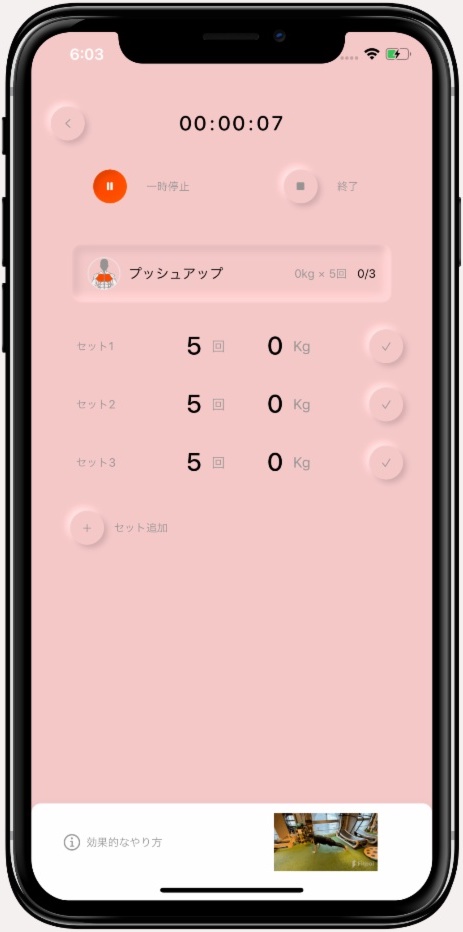 6:03
00:00:07
一時停止
終了
プッシュアップ 0kg × 5回 0/3
セット1 5 回 0 Kg
セット2 5 回 0 Kg
セット3 5 回 0 Kg
セット追加
効果的なやり方